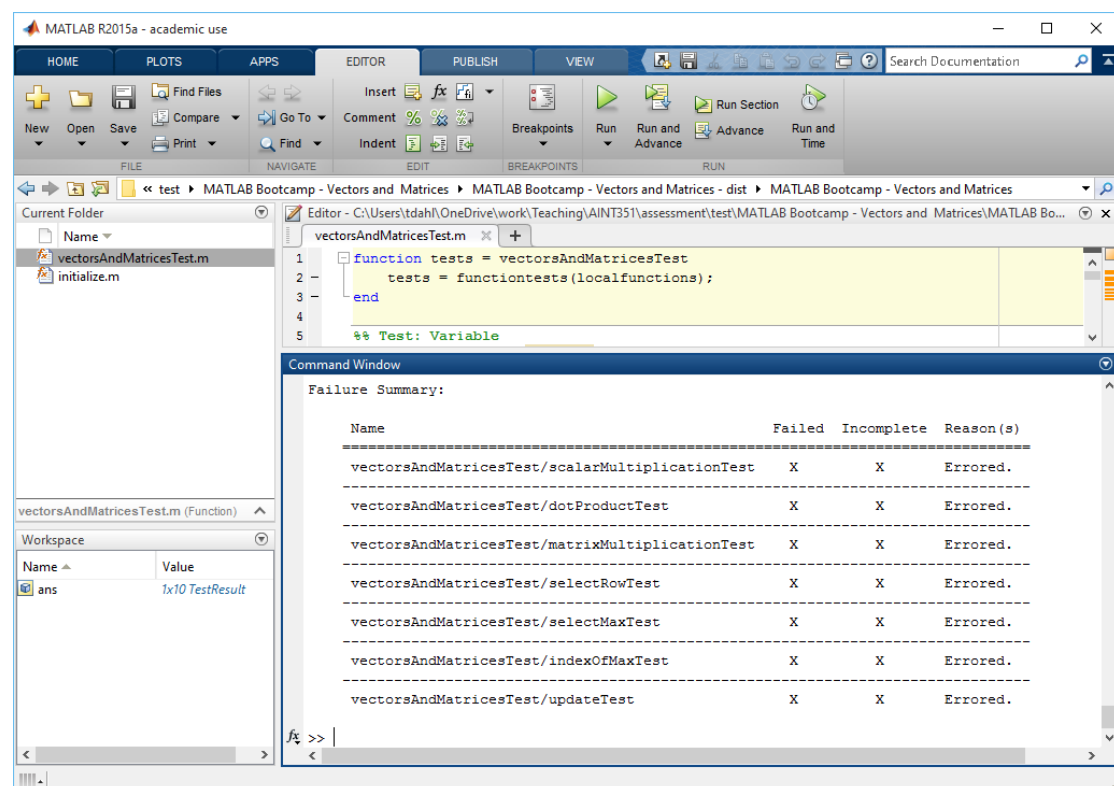 MATLAB R2015a - academic use
HOME PLOTS APPS EDITOR PUBLISH VIEW Search Documentation
New Open Save Find Files Compare Print
FILE
Go To Find
NAVIGATE
Insert fx
Comment %
Indent
EDIT
Breakpoints
BREAKPOINTS
Run Run and Advance Run Section Advance Run and Time
RUN
« test MATLAB Bootcamp - Vectors and Matrices MATLAB Bootcamp - Vectors and Matrices - dist MATLAB Bootcamp - Vectors and Matrices
Current Folder
Name
vectorsAndMatricesTest.m
initialize.m
vectorsAndMatricesTest.m (Function)
Workspace
Name Value
ans 1x10 TestResult
Editor - C:\Users\tdahl\OneDrive\work\Teaching\AINT351\assessment\test\MATLAB Bootcamp - Vectors and Matrices\MATLAB Bo...
vectorsAndMatricesTest.m
1 function tests = vectorsAndMatricesTest
2 - tests = functiontests(localfunctions);
3 - end
4
5 %% Test: Variable
Command Window
Failure Summary:
Name Failed Incomplete Reason(s)
================================================================================
vectorsAndMatricesTest/scalarMultiplicationTest X X Errored.
--------------------------------------------------------------------------------
vectorsAndMatricesTest/dotProductTest X X Errored.
--------------------------------------------------------------------------------
vectorsAndMatricesTest/matrixMultiplicationTest X X Errored.
--------------------------------------------------------------------------------
vectorsAndMatricesTest/selectRowTest X X Errored.
--------------------------------------------------------------------------------
vectorsAndMatricesTest/selectMaxTest X X Errored.
--------------------------------------------------------------------------------
vectorsAndMatricesTest/indexOfMaxTest X X Errored.
--------------------------------------------------------------------------------
vectorsAndMatricesTest/updateTest X X Errored.
fx >>